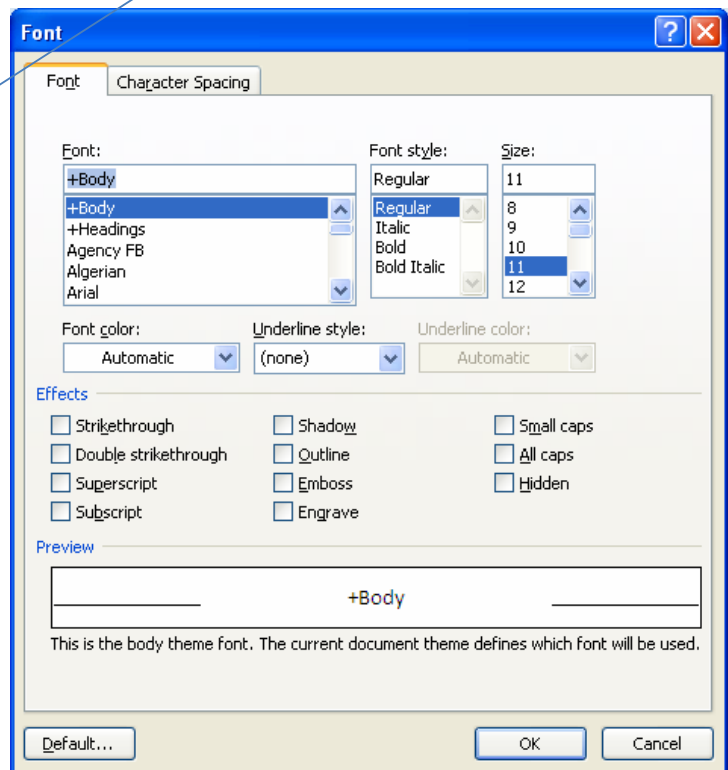 Font
Font Character Spacing
Font: Font style: Size:
+Body Regular 11
+Body Regular 8
+Headings Italic 9
Agency FB Bold 10
Algerian Bold Italic 11
Arial 12
Font color: Underline style: Underline color:
Automatic (none) Automatic
Effects
Strikethrough Shadow Small caps
Double strikethrough Outline All caps
Superscript Emboss Hidden
Subscript Engrave
Preview
+Body
This is the body theme font. The current document theme defines which font will be used.
Default... OK Cancel